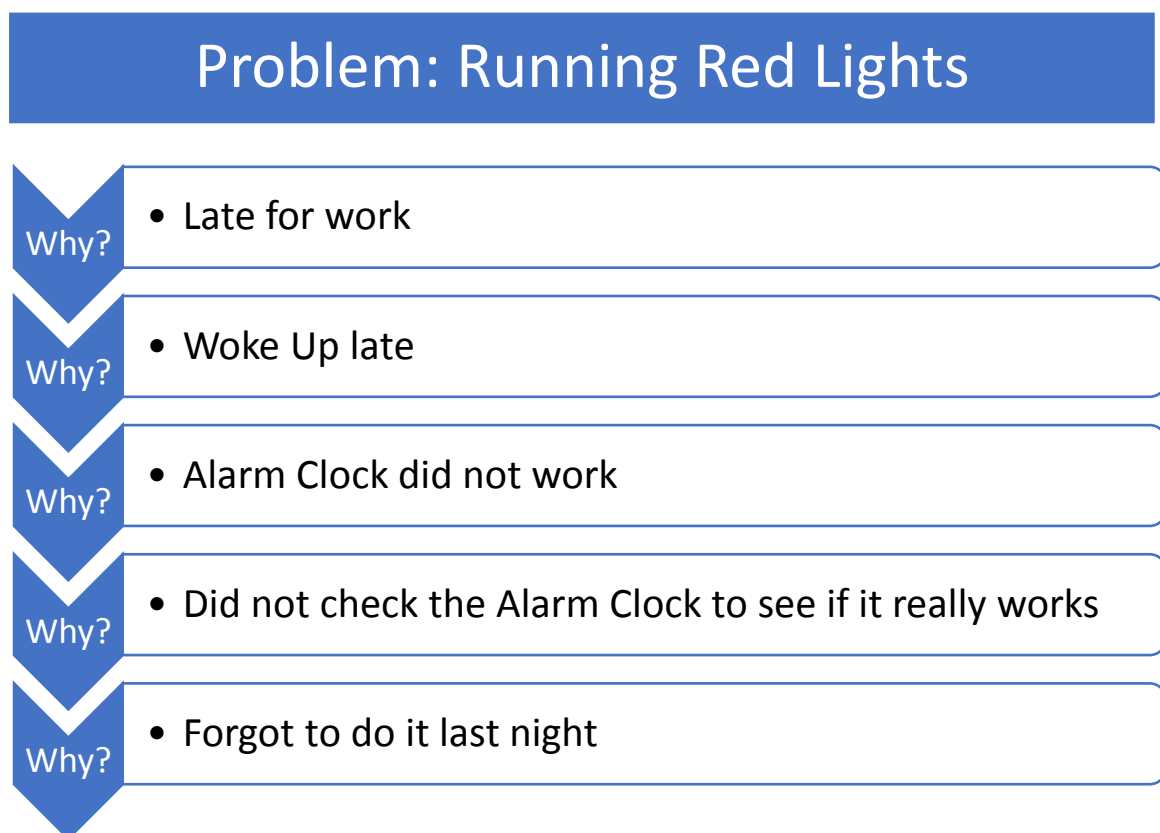 Problem: Running Red Lights
Why?
• Late for work
Why?
• Woke Up late
Why?
• Alarm Clock did not work
Why?
• Did not check the Alarm Clock to see if it really works
Why?
• Forgot to do it last night